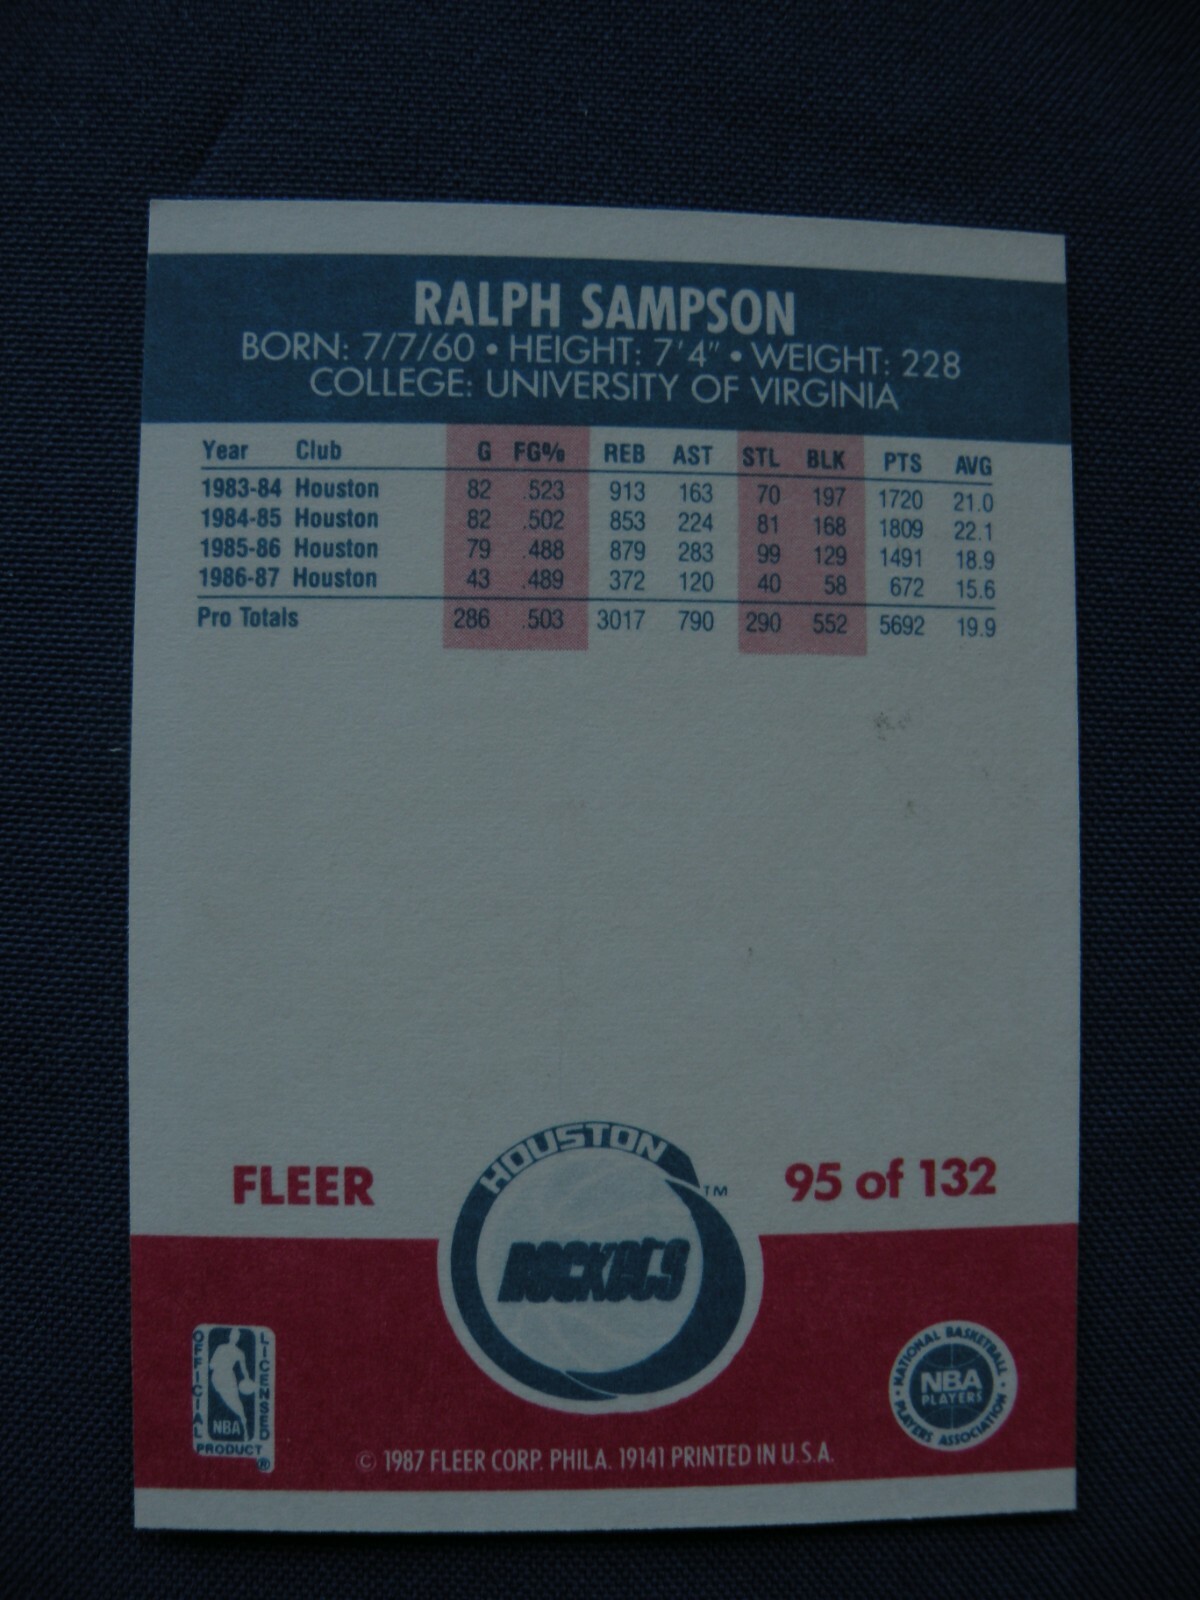 RALPH SAMPSON
BORN: 7/7/60 • HEIGHT: 7'4" • WEIGHT: 228
COLLEGE: UNIVERSITY OF VIRGINIA
Year Club G FG% REB AST STL BLK PTS AVG
1983-84 Houston 82 .523 913 163 70 197 1720 21.0
1984-85 Houston 82 .502 853 224 81 168 1809 22.1
1985-86 Houston 79 .488 879 283 99 129 1491 18.9
1986-87 Houston 43 .489 372 120 40 58 672 15.6
Pro Totals 286 .503 3017 790 290 552 5692 19.9
FLEER
HOUSTON
ROCKETS
TM
95 of 132
OFFICIAL
LICENSED
NBA
PRODUCT
®
NATIONAL BASKETBALL
NBA
PLAYERS
PLAYERS ASSOCIATION
© 1987 FLEER CORP. PHILA. 19141 PRINTED IN U.S.A.